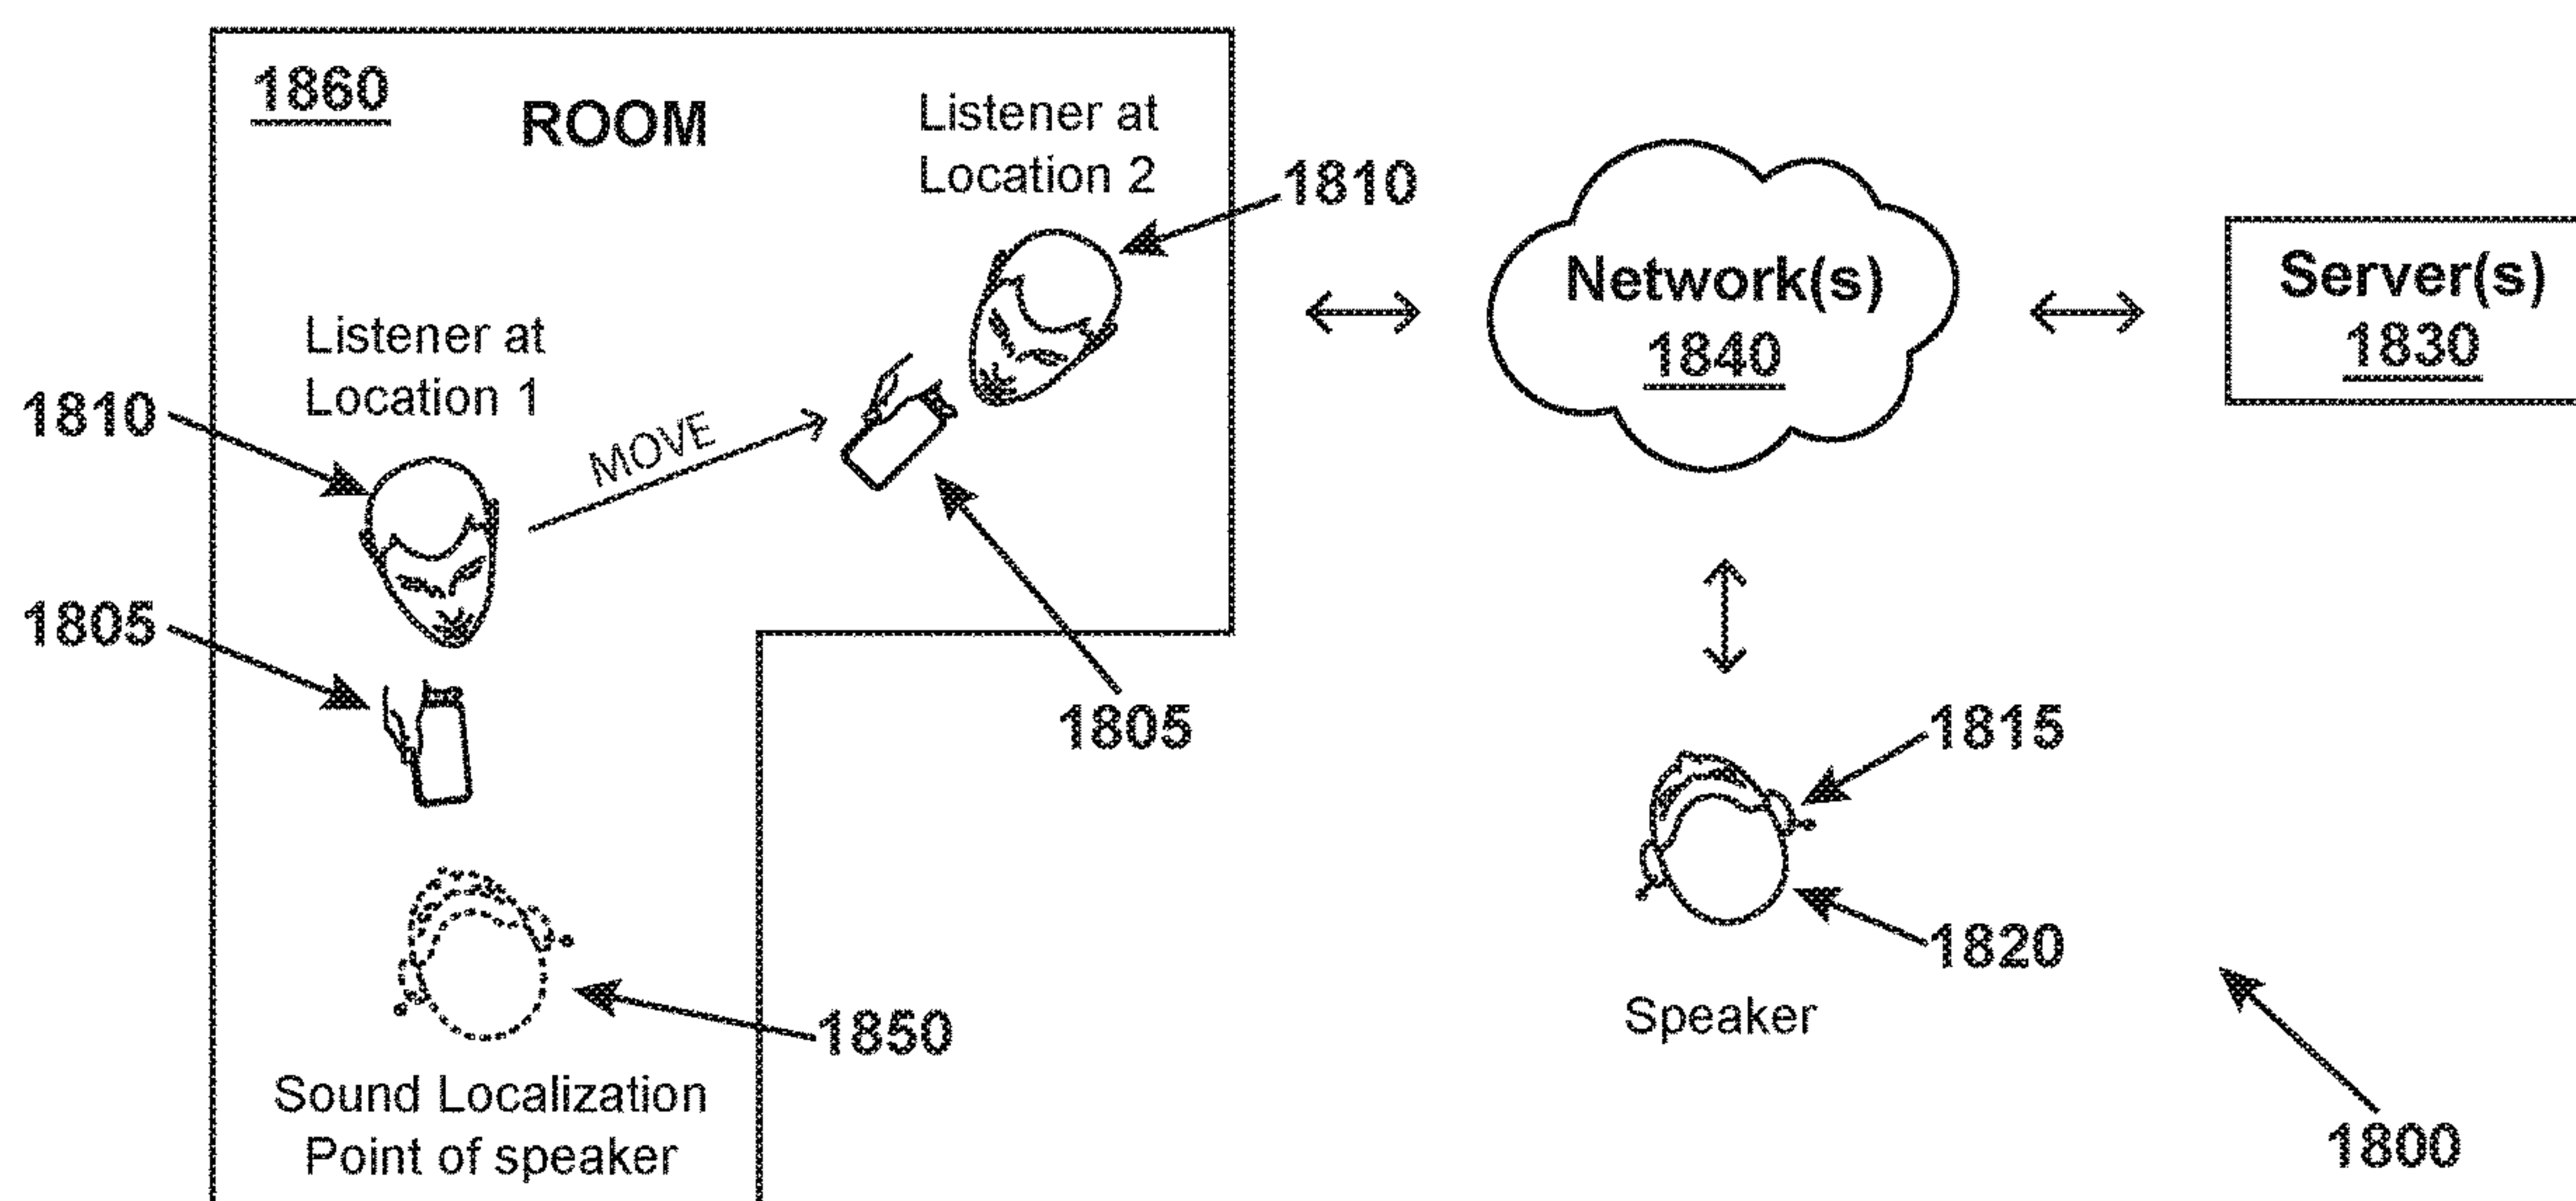 1860
ROOM
Listener at
Location 2
1810
Network(s)
1840
Server(s)
1830
Listener at
Location 1
1810
MOVE
1805
1805
1815
1820
Speaker
1850
Sound Localization
Point of speaker
1800